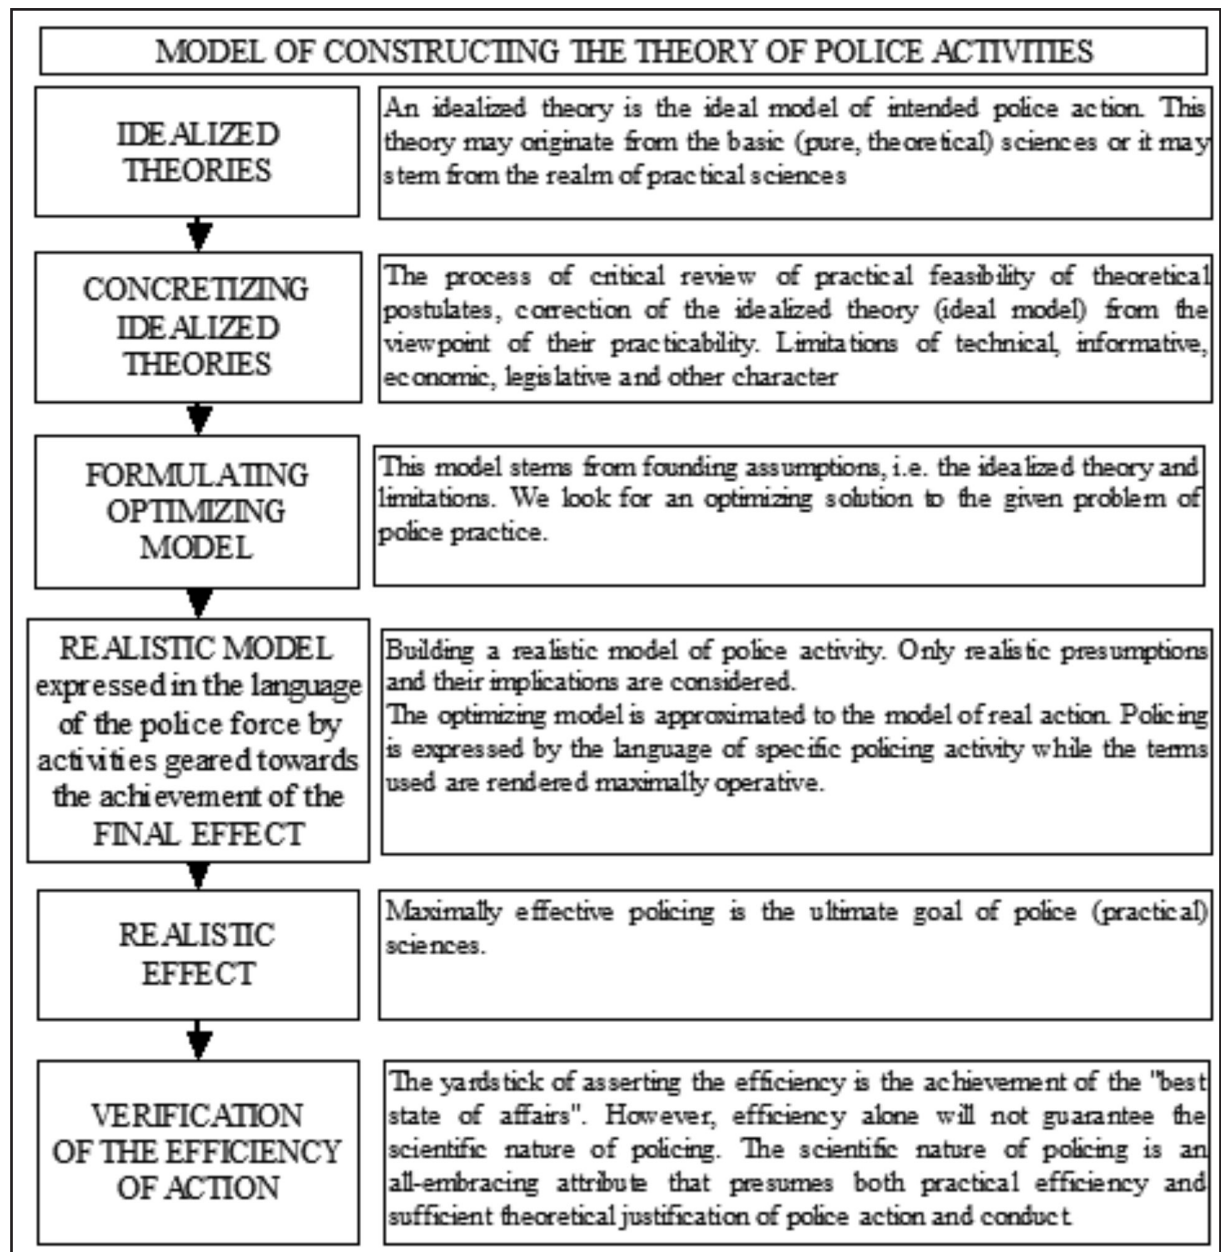 MODEL OF CONSTRUCTING THE THEORY OF POLICE ACTIVITIES
IDEALIZED
THEORIES
An idealized theory is the ideal model of intended police action. This
theory may originate from the basic (pure, theoretical) sciences or it may
stem from the realm of practical sciences
CONCRETIZING
IDEALIZED
THEORIES
The process of critical review of practical feasibility of theoretical
postulates, correction of the idealized theory (ideal model) from the
viewpoint of their practicability. Limitations of technical, informative,
economic, legislative and other character
FORMULATING
OPTIMIZING
MODEL
This model stems from founding assumptions, i.e. the idealized theory and
limitations. We look for an optimizing solution to the given problem of
police practice.
REALISTIC MODEL
expressed in the language
of the police force by
activities geared towards
the achievement of the
FINAL EFFECT
Building a realistic model of police activity. Only realistic presumptions
and their implications are considered.
The optimizing model is approximated to the model of real action. Policing
is expressed by the language of specific policing activity while the terms
used are rendered maximally operative.
REALISTIC
EFFECT
Maximally effective policing is the ultimate goal of police (practical)
sciences.
VERIFICATION
OF THE EFFICIENCY
OF ACTION
The yardstick of asserting the efficiency is the achievement of the "best
state of affairs". However, efficiency alone will not guarantee the
scientific nature of policing. The scientific nature of policing is an
all-embracing attribute that presumes both practical efficiency and
sufficient theoretical justification of police action and conduct.